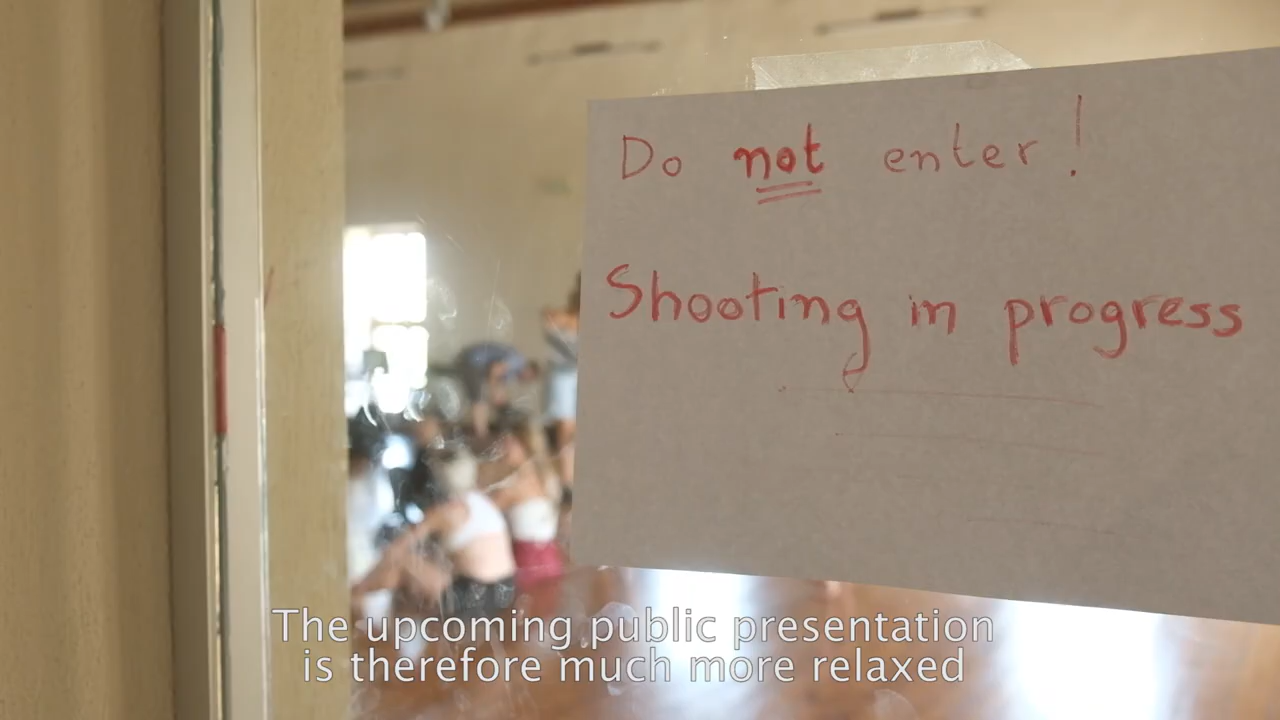 Do not enter!
Shooting in progress
The upcoming public presentation
is therefore much more relaxed